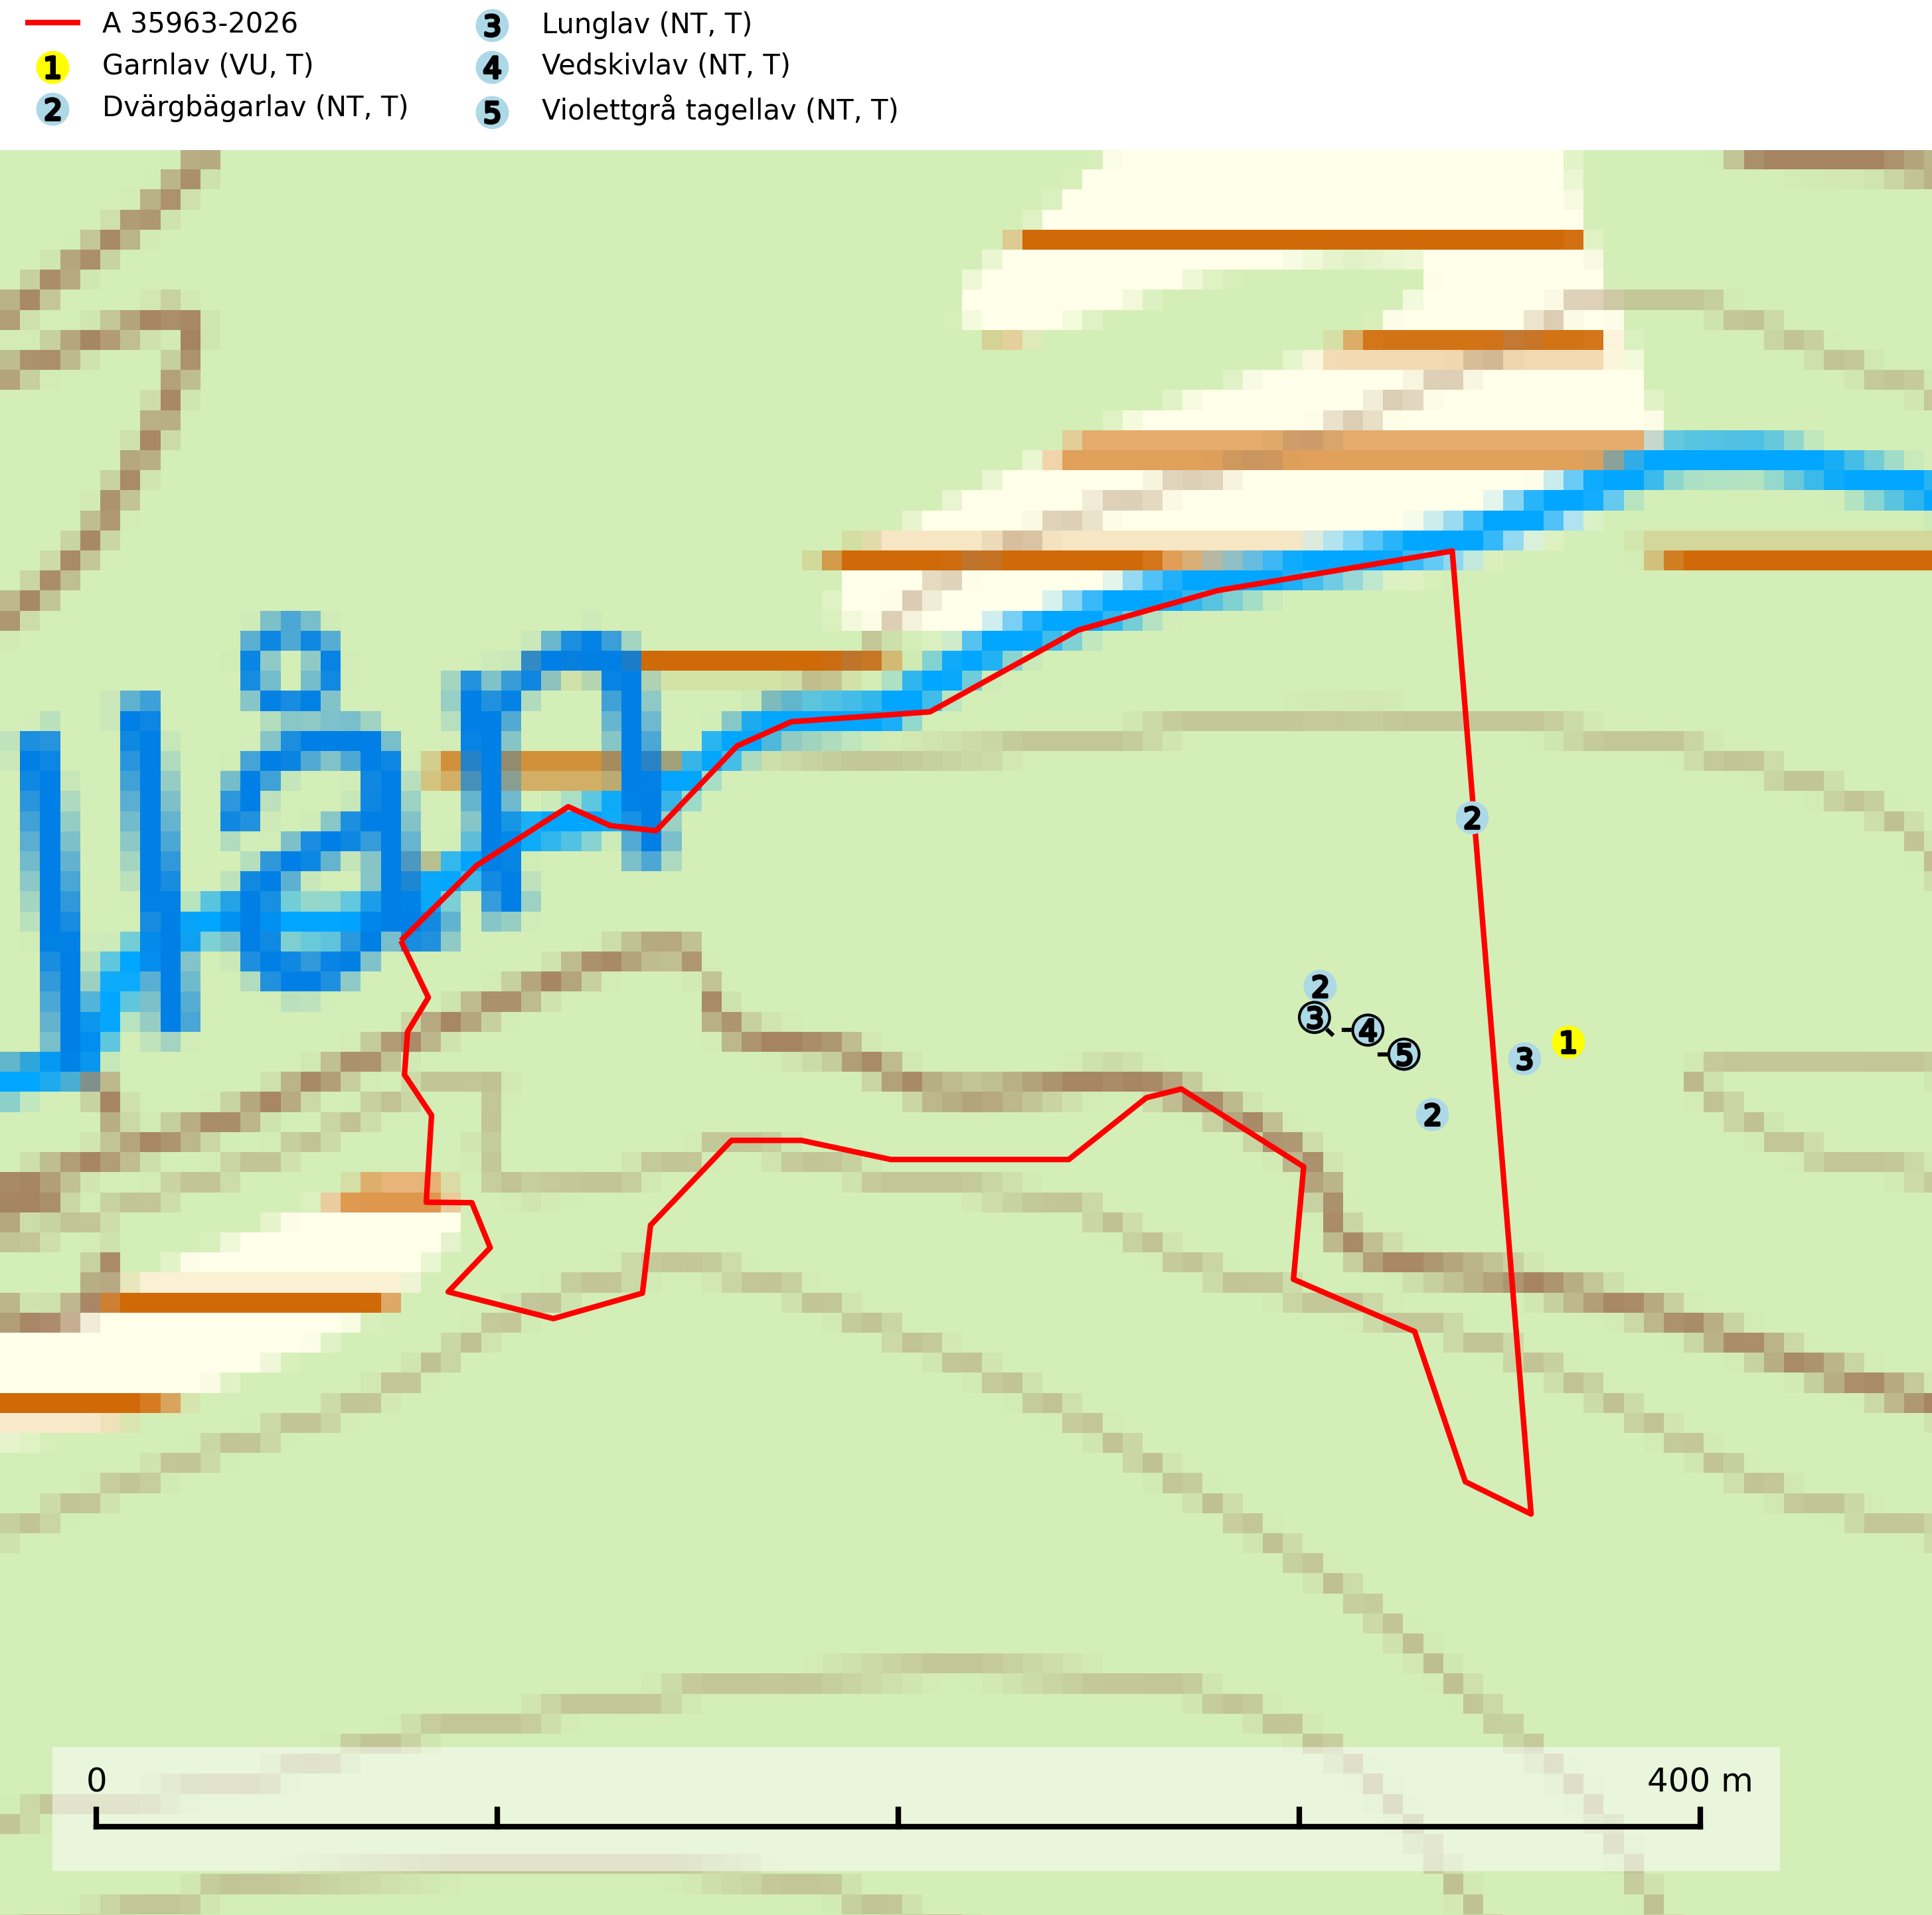 A 35963-2026
1 Garnlav (VU, T)
2 Dvärgbägarlav (NT, T)
3 Lunglav (NT, T)
4 Vedskivlav (NT, T)
5 Violettgrå tagellav (NT, T)
ån
2
2
3
4
5
3
1
2
0
400 m